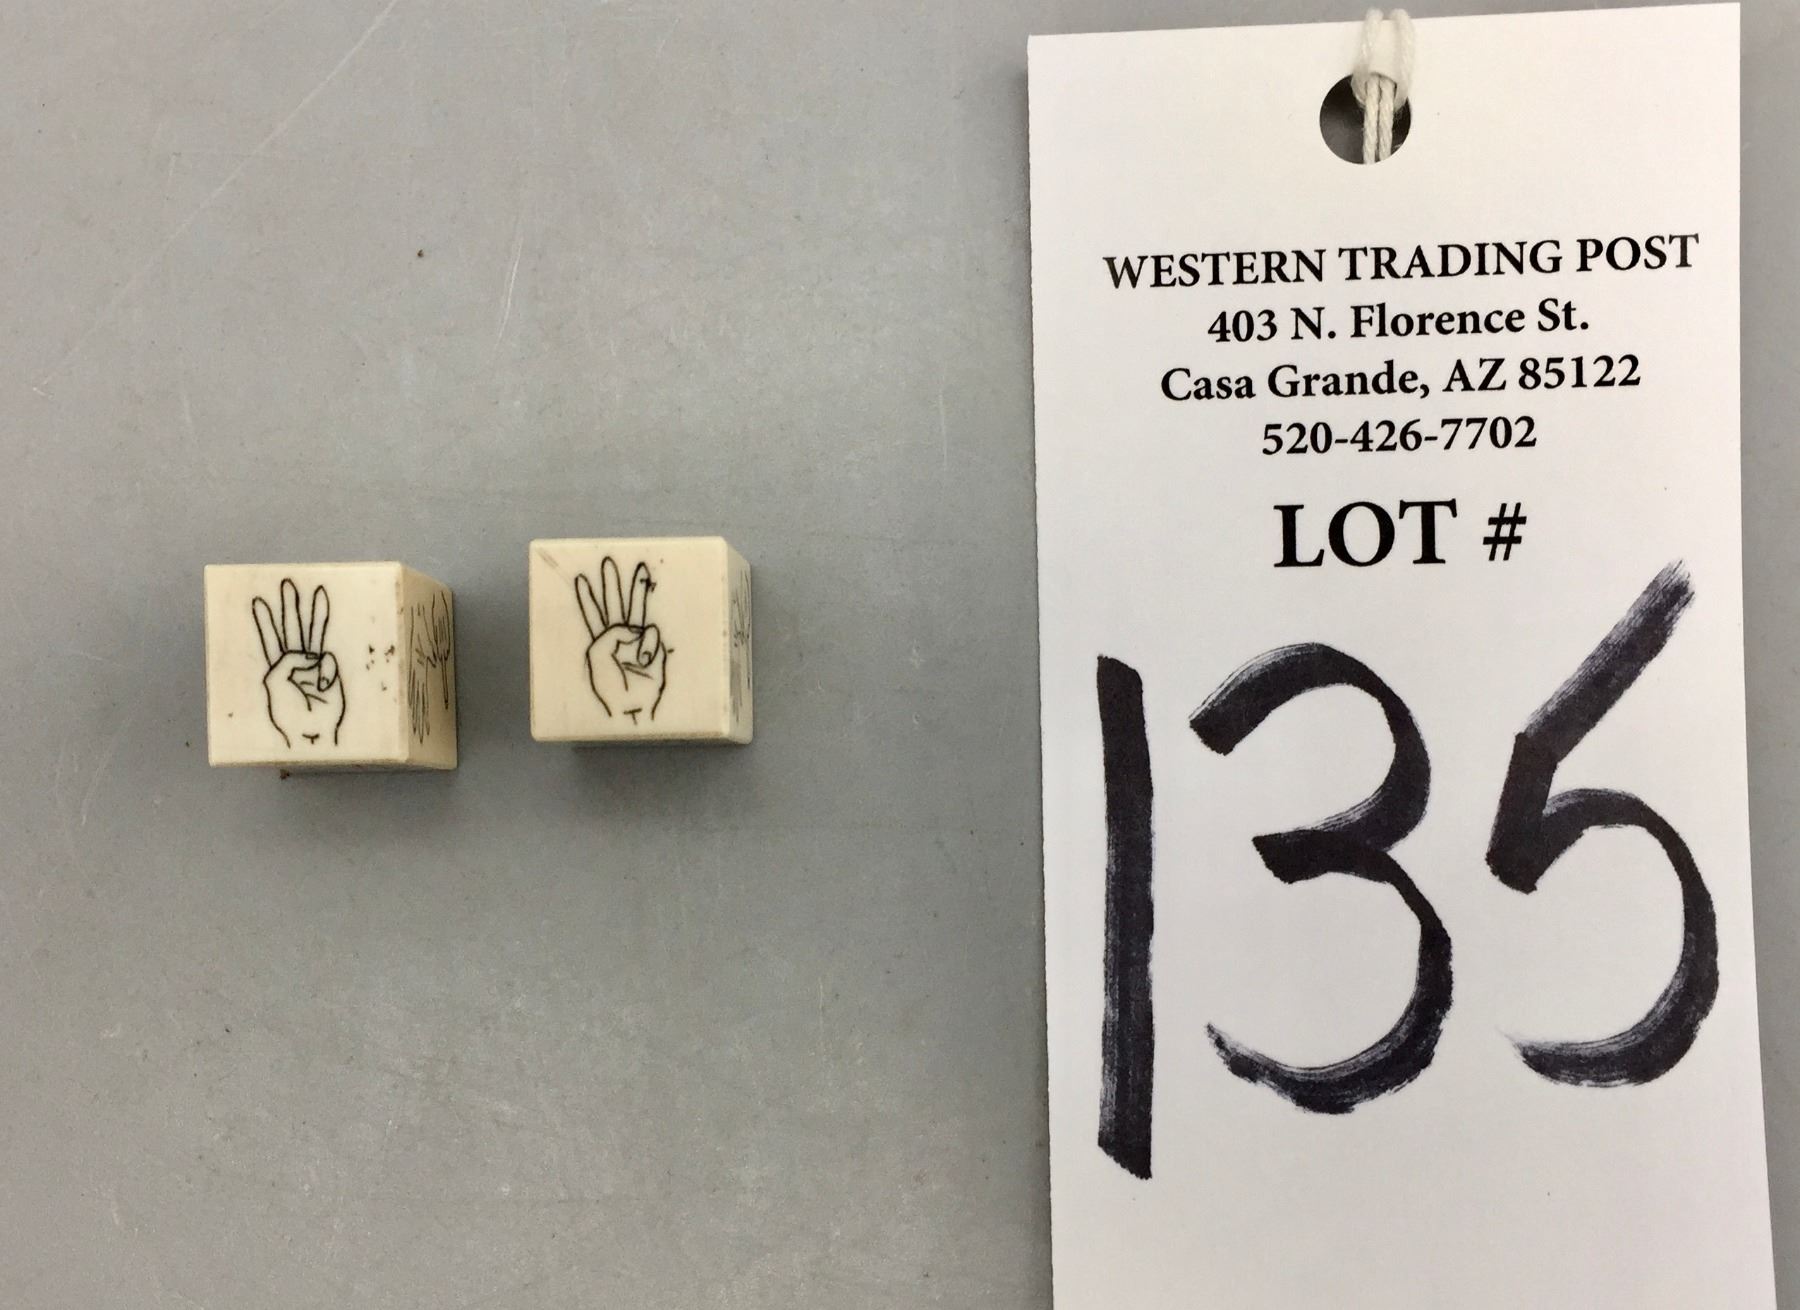 WESTERN TRADING POST
403 N. Florence St.
Casa Grande, AZ 85122
520-426-7702
LOT #
135